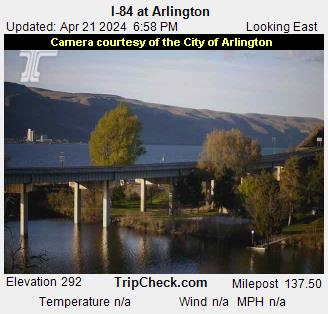 I-84 at Arlington
Updated: Apr 21 2024 6:58 PM Looking East
Camera courtesy of the City of Arlington
Elevation 292 TripCheck.com Milepost 137.50
Temperature n/a Wind n/a MPH n/a